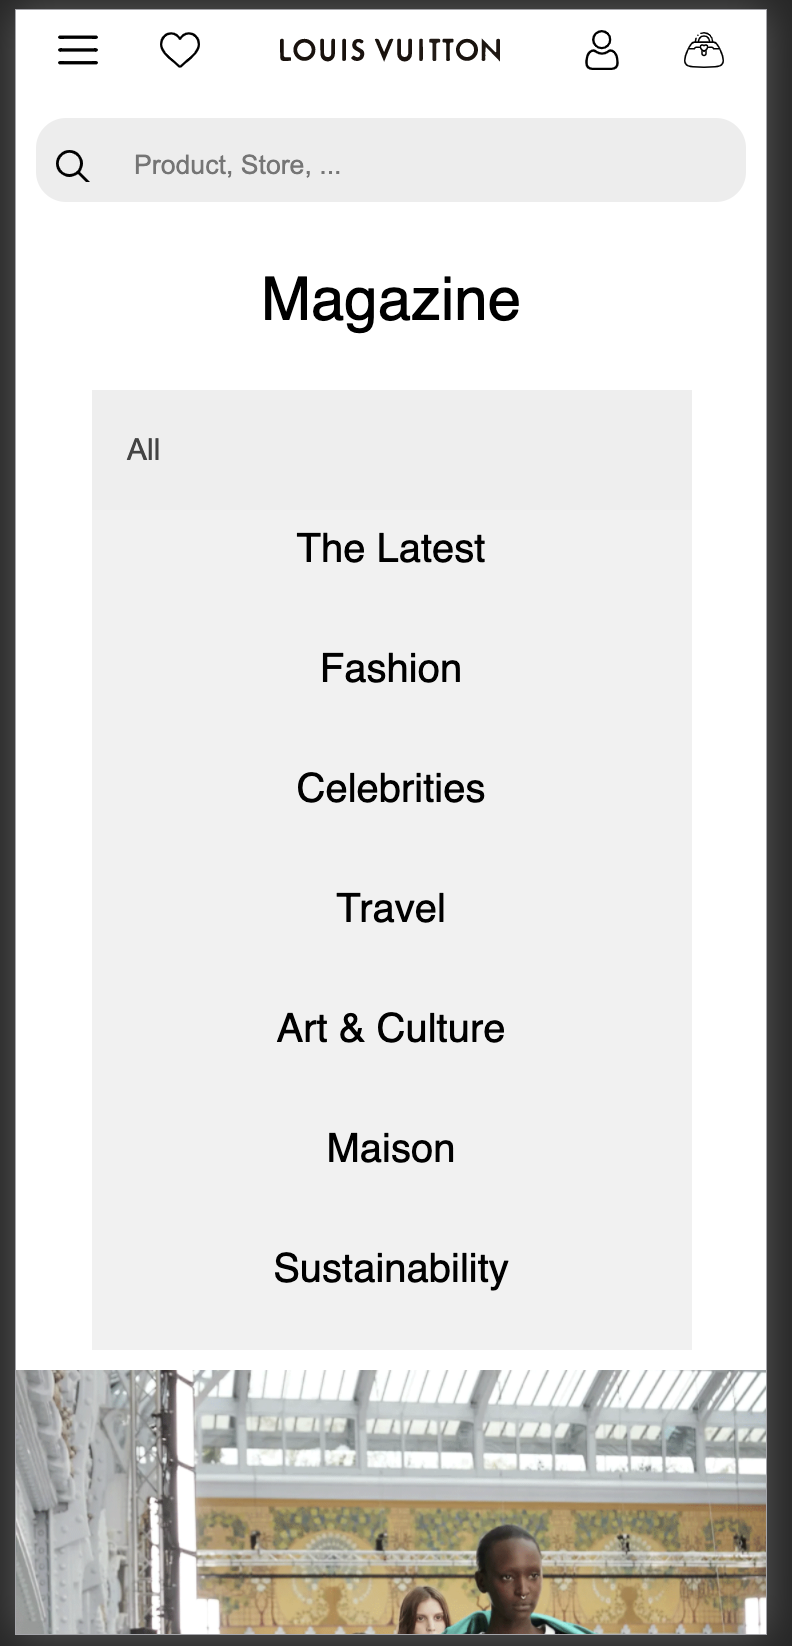 LOUIS VUITTON
Product, Store, ...
Magazine
All
The Latest
Fashion
Celebrities
Travel
Art & Culture
Maison
Sustainability